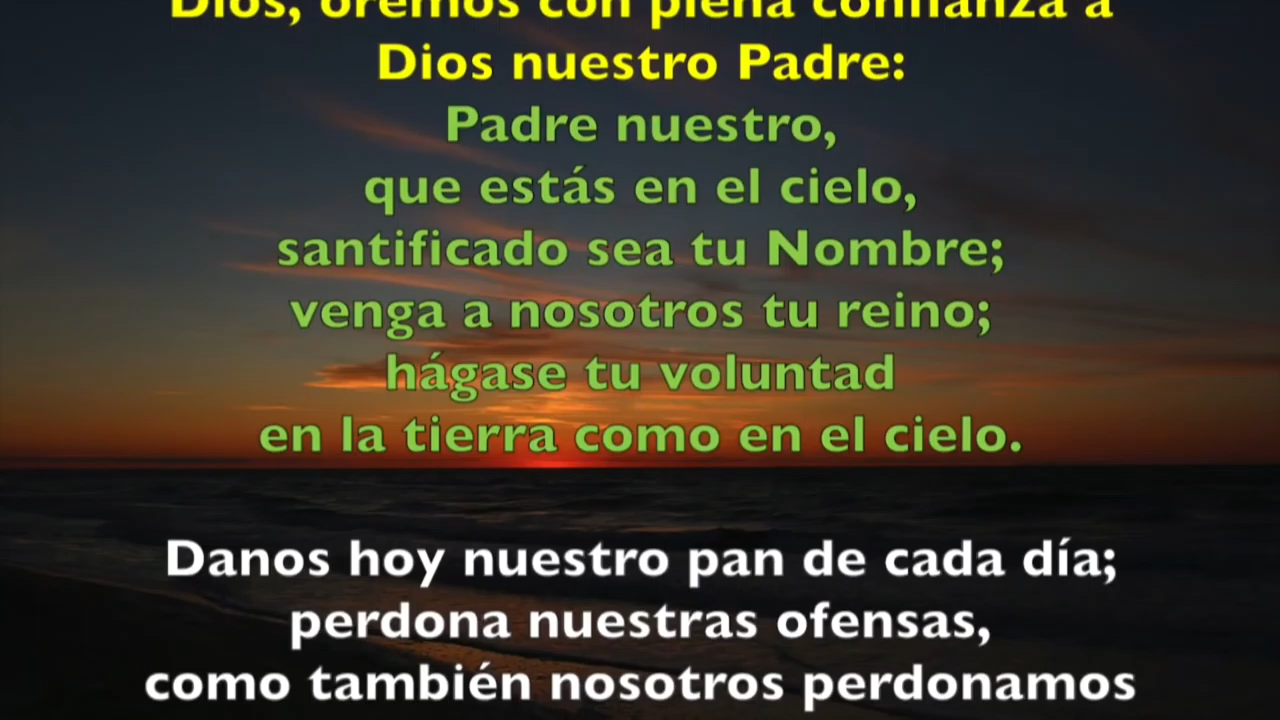 Dios, oremos con plena confianza a
Dios nuestro Padre:
Padre nuestro,
que estás en el cielo,
santificado sea tu Nombre;
venga a nosotros tu reino;
hágase tu voluntad
en la tierra como en el cielo.
Danos hoy nuestro pan de cada día;
perdona nuestras ofensas,
como también nosotros perdonamos